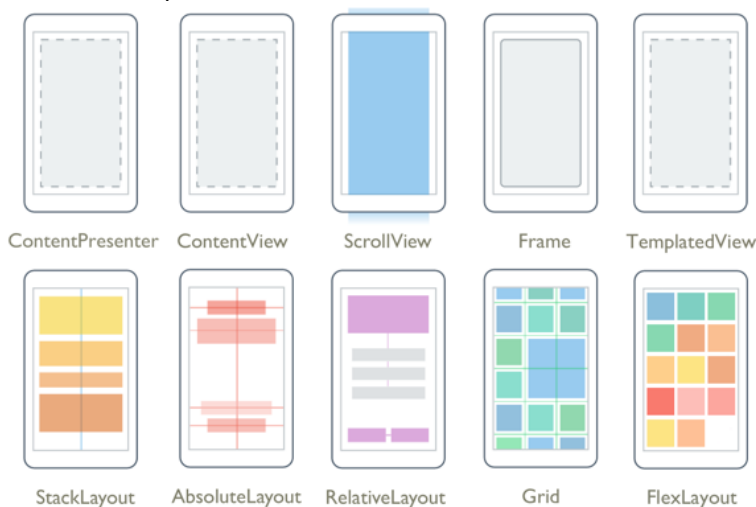 ContentPresenter ContentView ScrollView Frame TemplatedView
StackLayout AbsoluteLayout RelativeLayout Grid FlexLayout